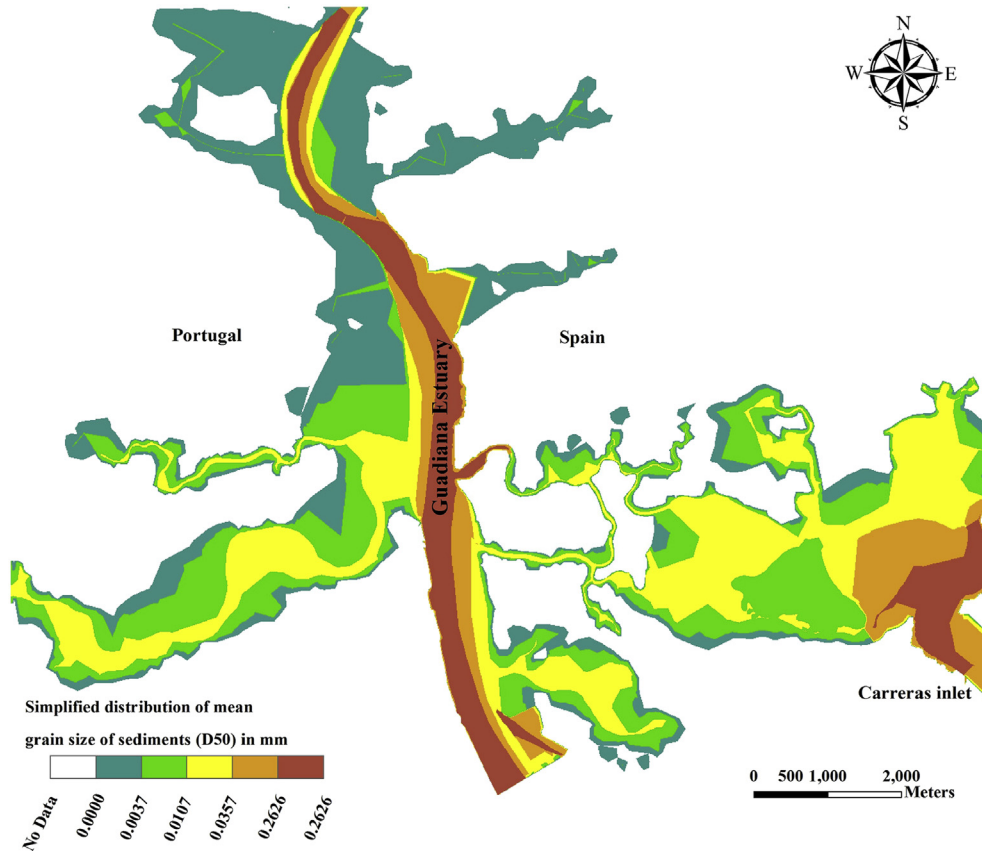 N
W E
S
Portugal
Spain
Guadiana Estuary
Carreras inlet
Simplified distribution of mean
grain size of sediments (D50) in mm
No Data
0.0000
0.0037
0.0107
0.0357
0.2626
0.2626
0 500 1,000 2,000
Meters